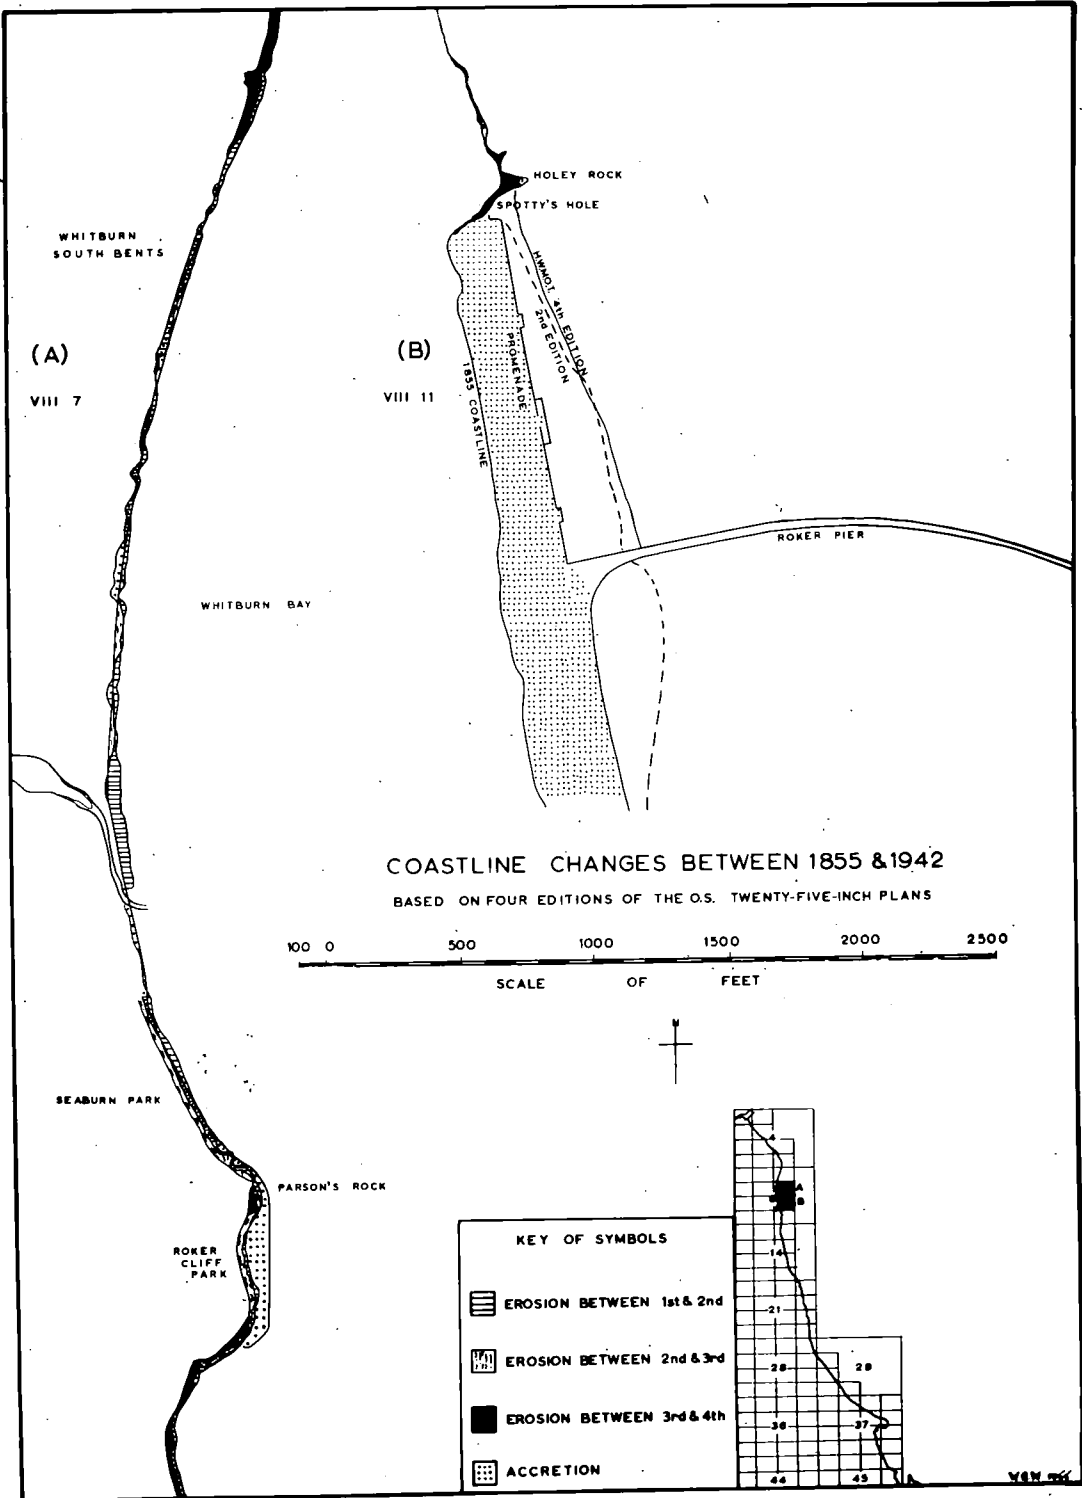 HOLEY ROCK
SPOTTY'S HOLE
WHITBURN
SOUTH BENTS
H.W.M.O.T. 4th EDITION
2nd EDITION
(A)
(B)
PROMENADE
1855 COASTLINE
VIII 7
VIII 11
ROKER PIER
WHITBURN BAY
COASTLINE CHANGES BETWEEN 1855 & 1942
BASED ON FOUR EDITIONS OF THE O.S. TWENTY-FIVE-INCH PLANS
100 0 500 1000 1500 2000 2500
SCALE OF FEET
N
SEABURN PARK
PARSON'S ROCK
ROKER
CLIFF
PARK
KEY OF SYMBOLS
EROSION BETWEEN 1st & 2nd
EROSION BETWEEN 2nd & 3rd
EROSION BETWEEN 3rd & 4th
ACCRETION
4
A
8 B
14
21
28 29
36 37
44 45